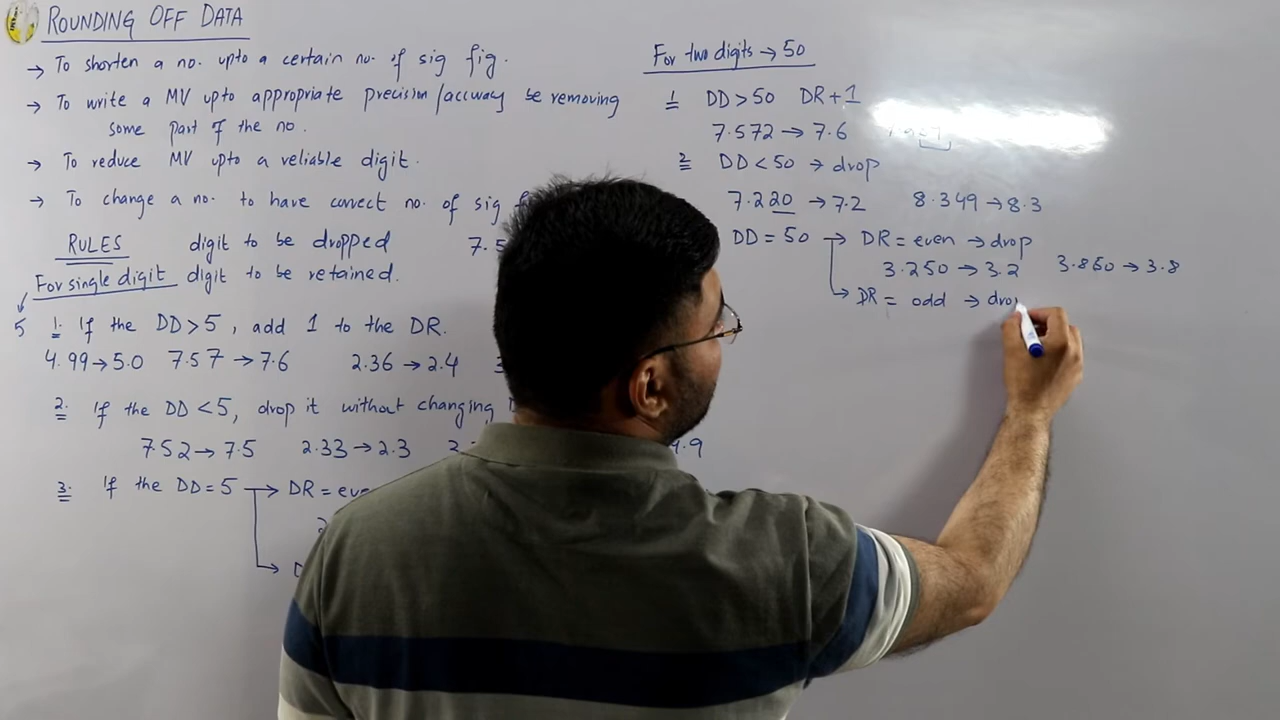 ROUNDING OFF DATA
→ To shorten a no. upto a certain no. of sig fig.
→ To write a MV upto appropriate precision/accuracy be removing
some part of the no.
→ To reduce MV upto a reliable digit.
→ To change a no. to have correct no. of sig
RULES digit to be dropped 7.5
For single digit digit to be retained.
5 1. If the DD>5, add 1 to the DR.
4.99→5.0 7.57→7.6 2.36→2.4 3
2. If the DD<5, drop it without changing
7.52→7.5 2.33→2.3 9.9
3. If the DD=5 → DR=eve
For two digits → 50
1 DD>50 DR+1
7.572→7.6
2 DD<50 → drop
7.220 →7.2 8.349→8.3
DD=50 → DR=even → drop
3.250→3.2 3.850→3.8
→ DR= odd → drop